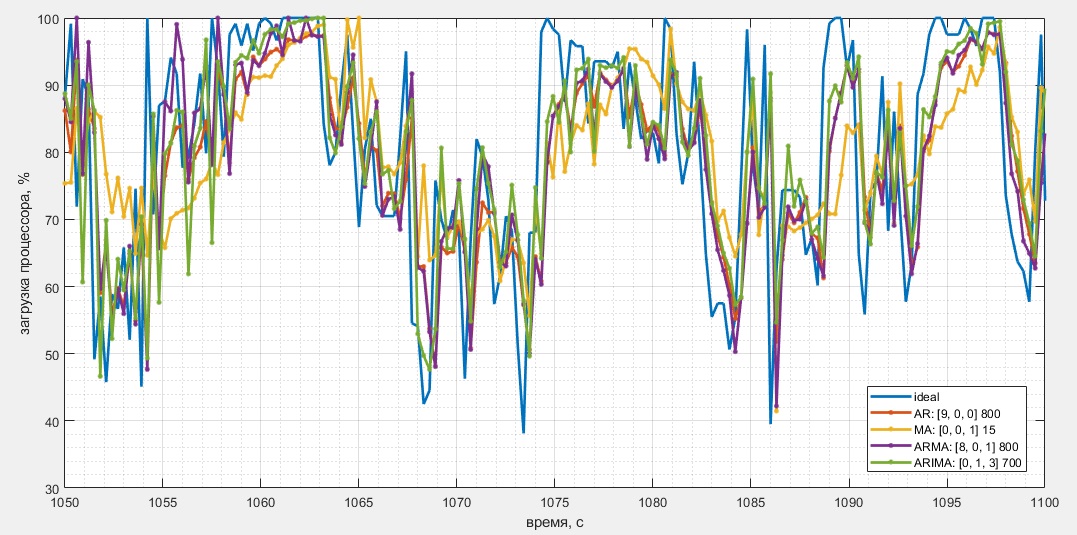 100
90
80
70
60
50
40
30
загрузка процессора, %
1050 1055 1060 1065 1070 1075 1080 1085 1090 1095 1100
время, с
ideal
AR: [9, 0, 0] 800
MA: [0, 0, 1] 15
ARMA: [8, 0, 1] 800
ARIMA: [0, 1, 3] 700